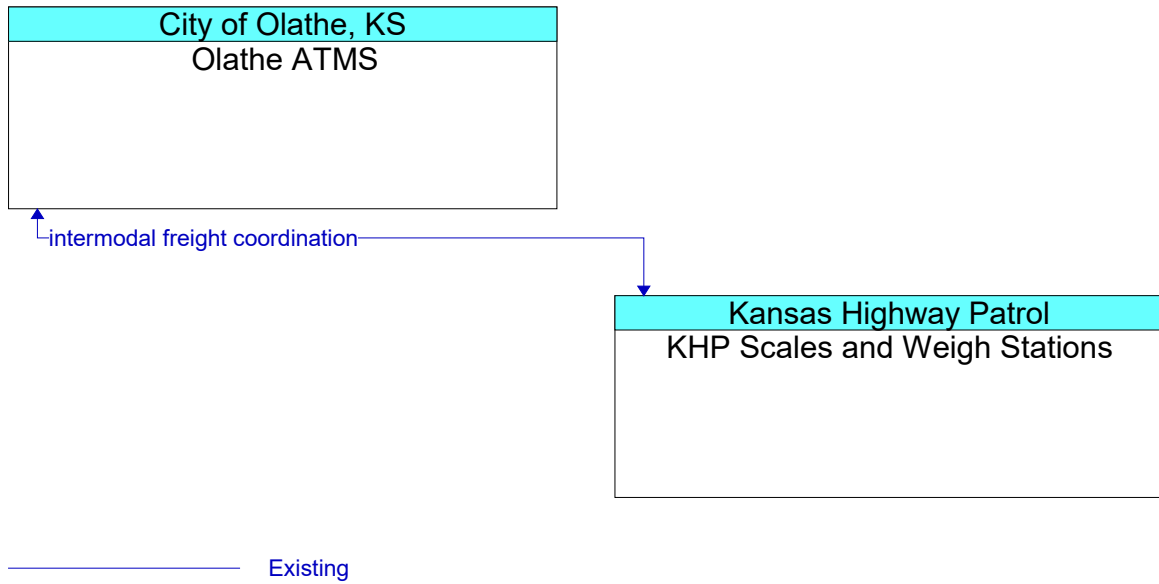 City of Olathe, KS
Olathe ATMS
intermodal freight coordination
Kansas Highway Patrol
KHP Scales and Weigh Stations
Existing